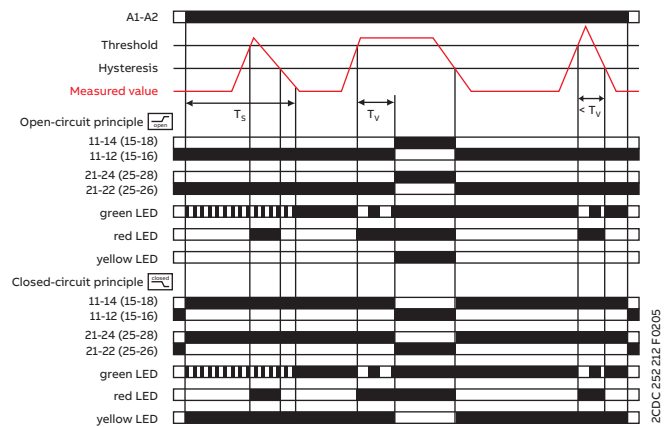 A1-A2
Threshold
Hysteresis
Measured value
Ts
Tv
< Tv
Open-circuit principle open
11-14 (15-18)
11-12 (15-16)
21-24 (25-28)
21-22 (25-26)
green LED
red LED
yellow LED
Closed-circuit principle closed
11-14 (15-18)
11-12 (15-16)
21-24 (25-28)
21-22 (25-26)
green LED
red LED
yellow LED
2CDC 252 212 F0205